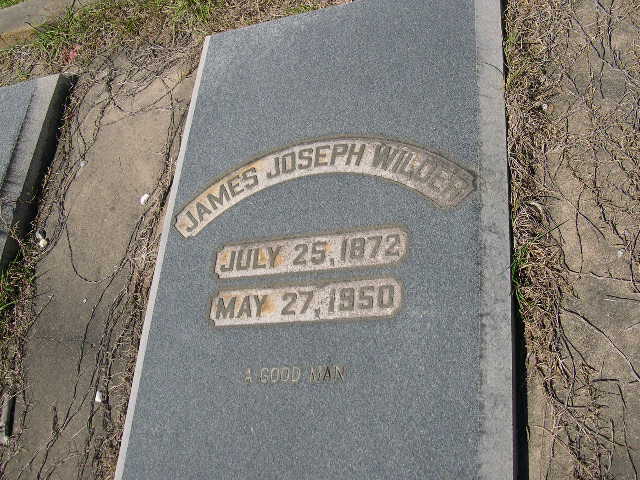 JAMES JOSEPH WILDER
JULY 25, 1872
MAY 27, 1950
A GOOD MAN